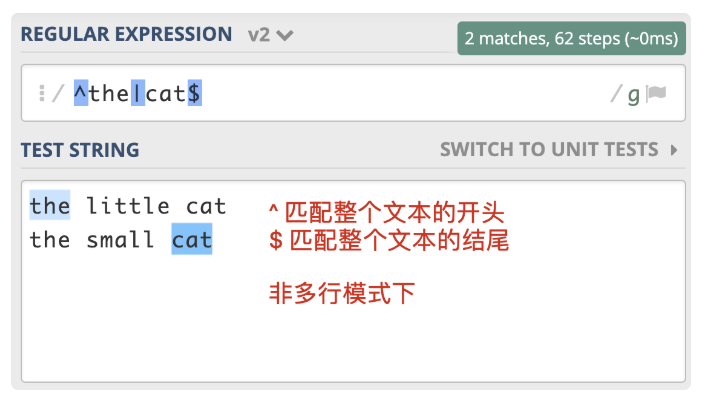 REGULAR EXPRESSION v2
2 matches, 62 steps (~0ms)
/ ^the|cat$ / g
TEST STRING SWITCH TO UNIT TESTS
the little cat
^ 匹配整个文本的开头
the small cat
$ 匹配整个文本的结尾
非多行模式下